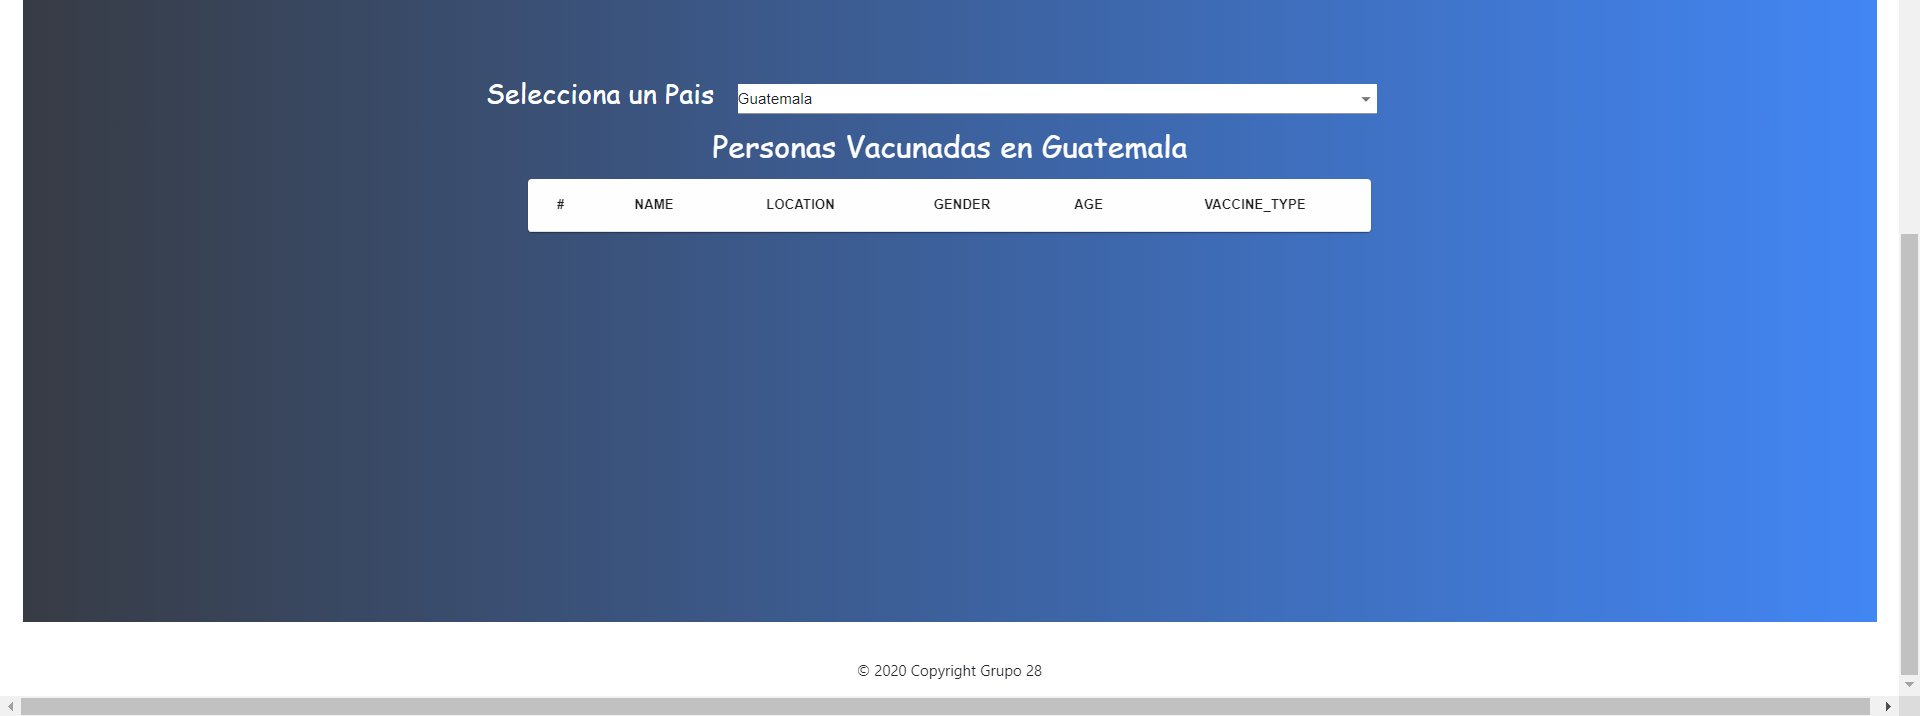 Selecciona un Pais Guatemala
Personas Vacunadas en Guatemala
# NAME LOCATION GENDER AGE VACCINE_TYPE
© 2020 Copyright Grupo 28